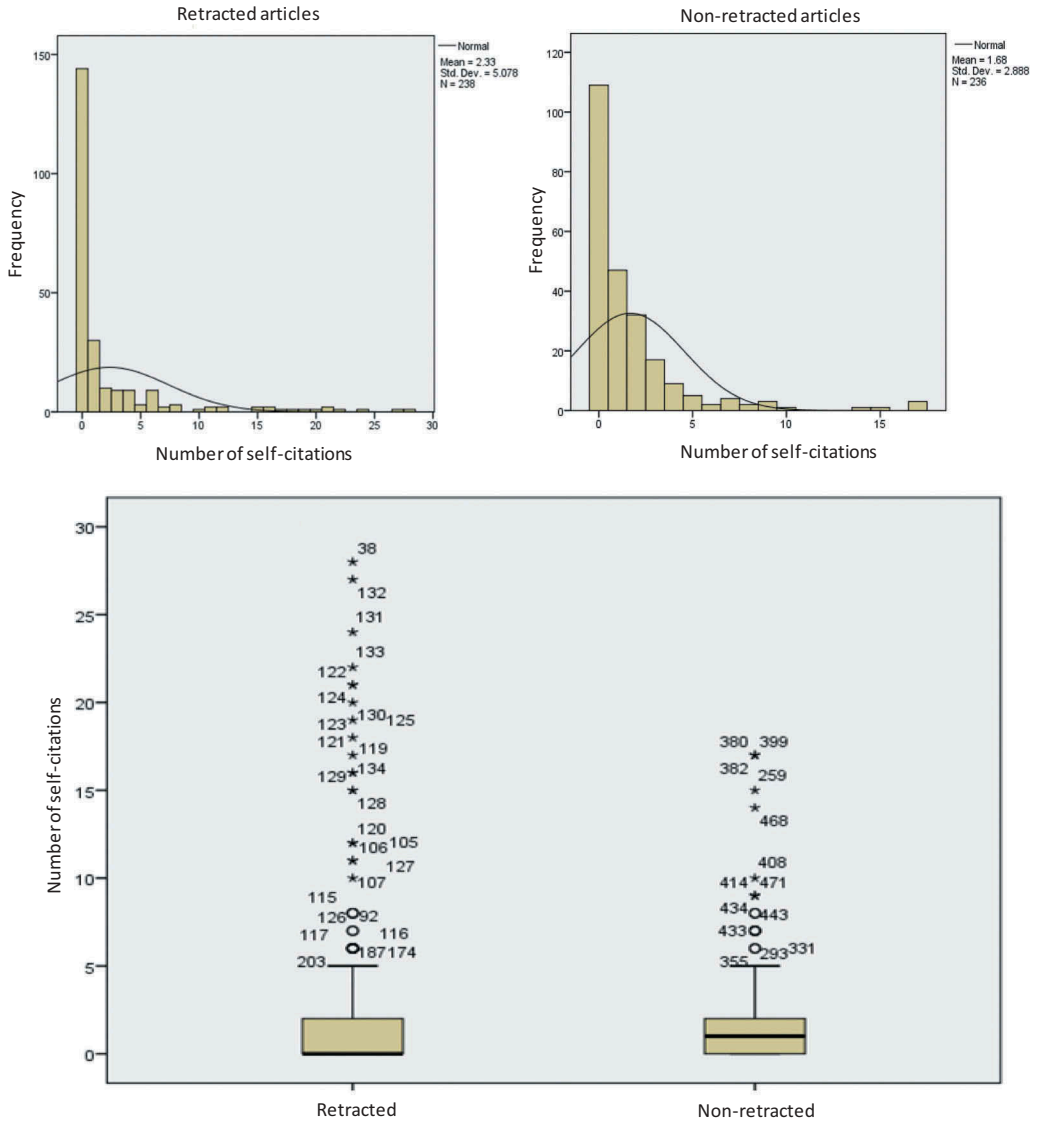 Retracted articles
150
100
50
0
0 5 10 15 20 25 30
Frequency
Number of self-citations
Normal
Mean = 2.33
Std. Dev. = 5.078
N = 238
Non-retracted articles
120
100
80
60
40
20
0
0 5 10 15
Frequency
Number of self-citations
Normal
Mean = 1.68
Std. Dev. = 2.888
N = 236
Number of self-citations
30
25
20
15
10
5
0
38
132
131
133
122
124
130 125
123
121
119
134
129
128
120
106 105
127
107
115
126 92
117 116
187 174
203
380 399
382 259
468
408
414 471
434 443
433
293 331
355
Retracted
Non-retracted